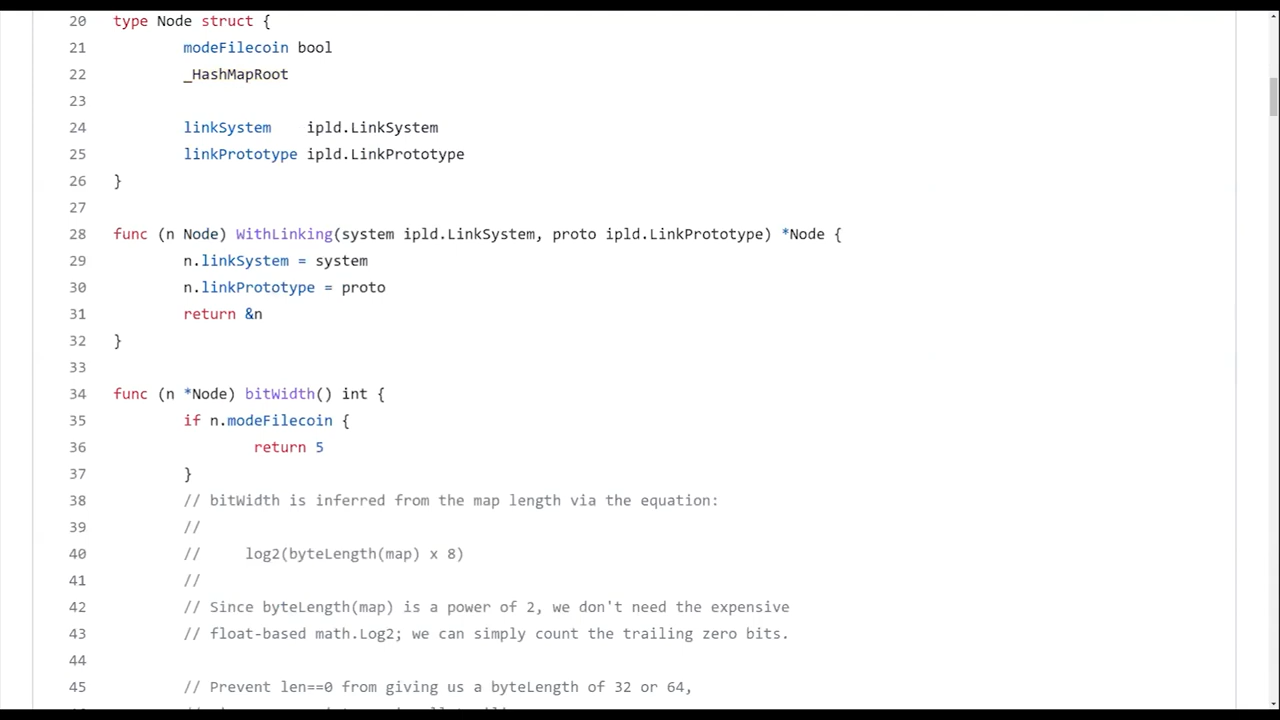 20 type Node struct {
21 modeFilecoin bool
22 _HashMapRoot
23
24 linkSystem    ipld.LinkSystem
25 linkPrototype ipld.LinkPrototype
26 }
27
28 func (n Node) WithLinking(system ipld.LinkSystem, proto ipld.LinkPrototype) *Node {
29 n.linkSystem = system
30 n.linkPrototype = proto
31 return &n
32 }
33
34 func (n *Node) bitWidth() int {
35 if n.modeFilecoin {
36 return 5
37 }
38 // bitWidth is inferred from the map length via the equation:
39 //
40 //     log2(byteLength(map) x 8)
41 //
42 // Since byteLength(map) is a power of 2, we don't need the expensive
43 // float-based math.Log2; we can simply count the trailing zero bits.
44
45 // Prevent len==0 from giving us a byteLength of 32 or 64,